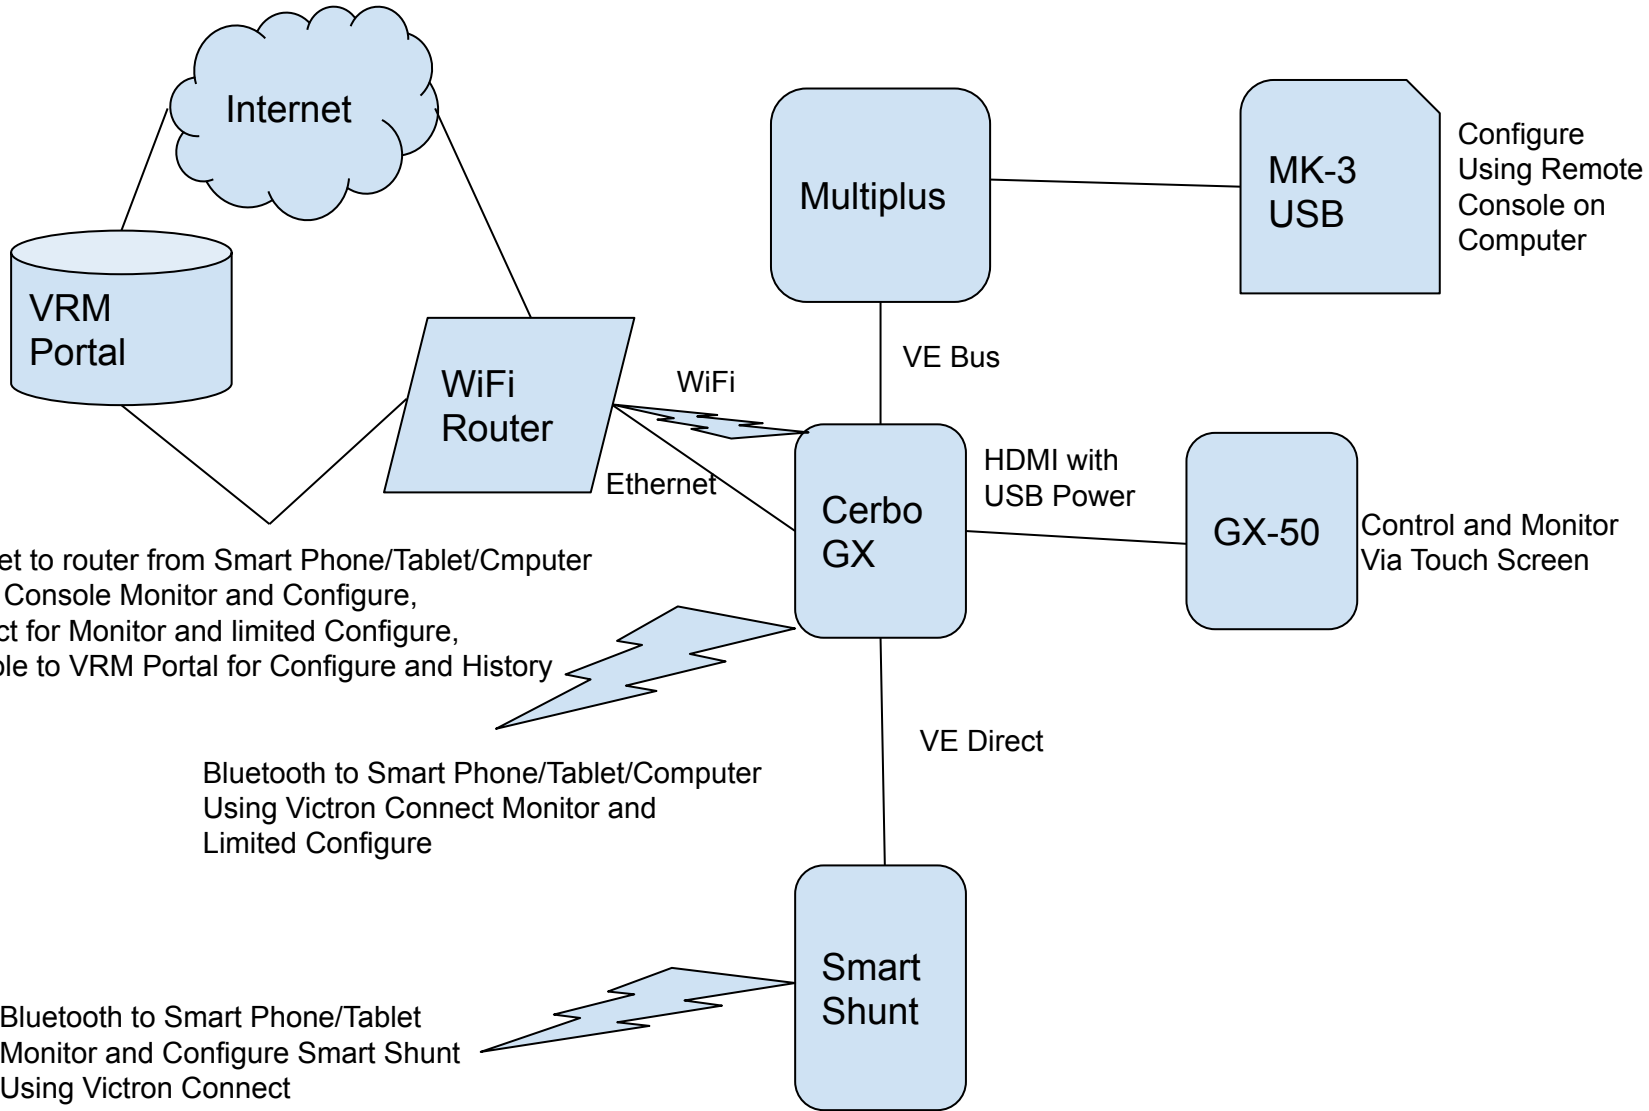 Internet
VRM
Portal
WiFi
Router
WiFi
Ethernet
Multiplus
MK-3
USB
Configure
Using Remote
Console on
Computer
VE Bus
Cerbo
GX
HDMI with
USB Power
GX-50
Control and Monitor
Via Touch Screen
to router from Smart Phone/Tablet/Cmputer
Console Monitor and Configure,
for Monitor and limited Configure,
to VRM Portal for Configure and History
Bluetooth to Smart Phone/Tablet/Computer
Using Victron Connect Monitor and
Limited Configure
VE Direct
Smart
Shunt
Bluetooth to Smart Phone/Tablet
Monitor and Configure Smart Shunt
Using Victron Connect